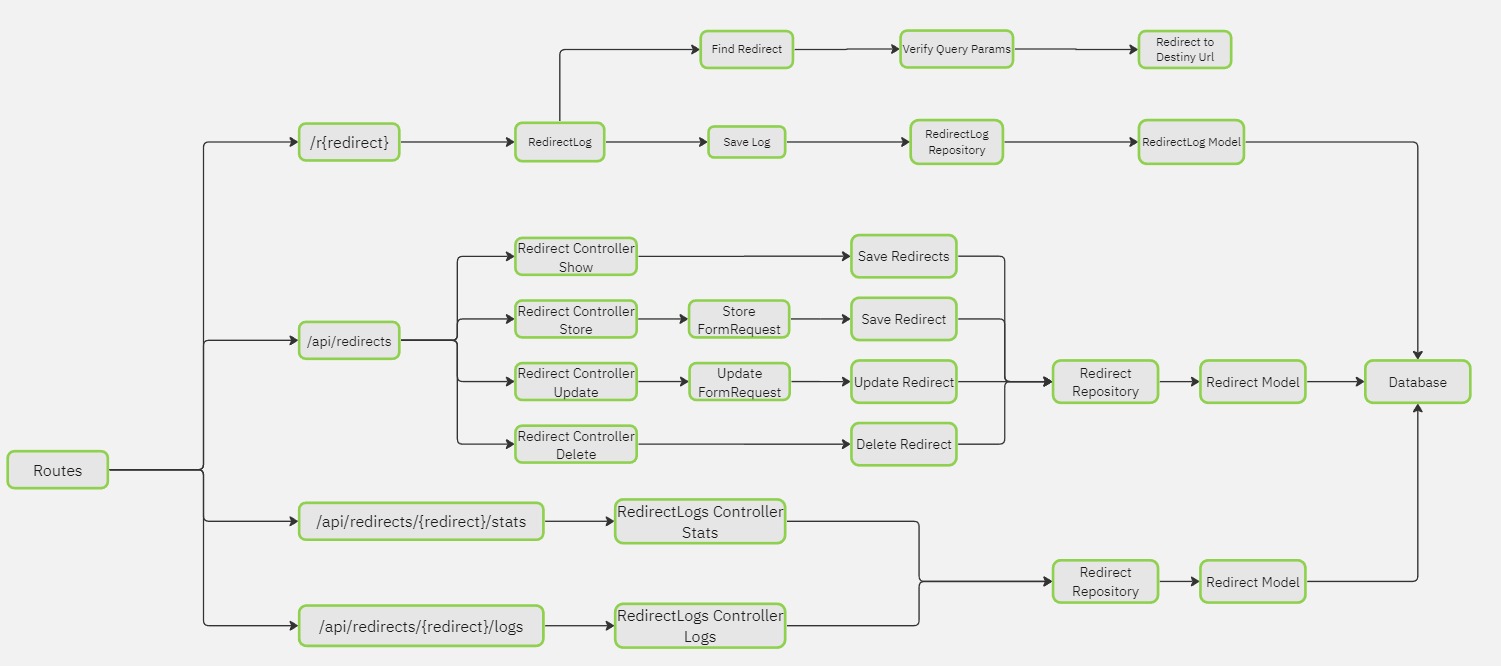 Find Redirect
Verify Query Params
Redirect to
Destiny Url
/r{redirect}
RedirectLog
Save Log
RedirectLog
Repository
RedirectLog Model
Redirect Controller
Show
Save Redirects
Redirect Controller
Store
Store
FormRequest
Save Redirect
/api/redirects
Redirect Controller
Update
Update
FormRequest
Update Redirect
Redirect
Repository
Redirect Model
Database
Redirect Controller
Delete
Delete Redirect
Routes
/api/redirects/{redirect}/stats
RedirectLogs Controller
Stats
Redirect
Repository
Redirect Model
/api/redirects/{redirect}/logs
RedirectLogs Controller
Logs